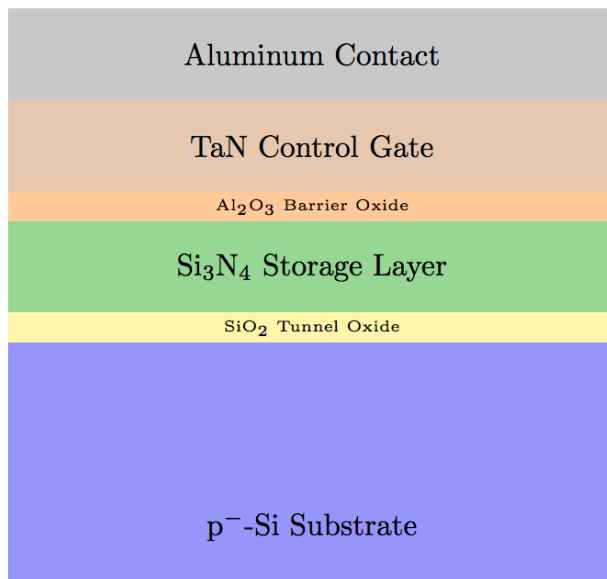 Aluminum Contact
TaN Control Gate
Al₂O₃ Barrier Oxide
Si₃N₄ Storage Layer
SiO₂ Tunnel Oxide
p⁻-Si Substrate